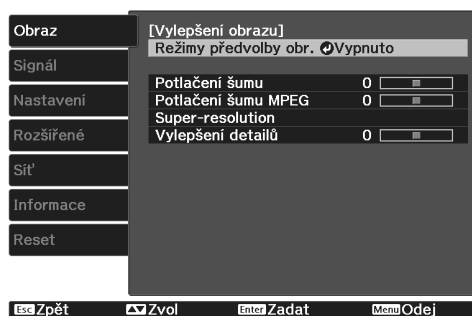 Obraz
Signál
Nastavení
Rozšířené
Síť
Informace
Reset
[Vylepšení obrazu]
Režimy předvolby obr. Vypnuto
Potlačení šumu 0
Potlačení šumu MPEG 0
Super-resolution
Vylepšení detailů 0
Esc Zpět Zvol Enter Zadat Menu Odej